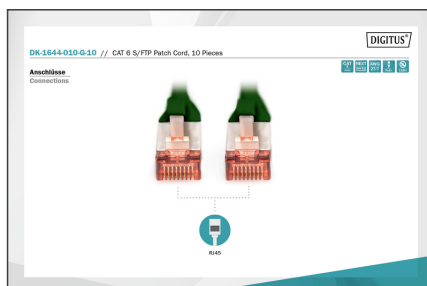 DIGITUS®
DK-1644-010-G-10 // CAT 6 S/FTP Patch Cord, 10 Pieces
Anschlüsse
Connections
RJ45